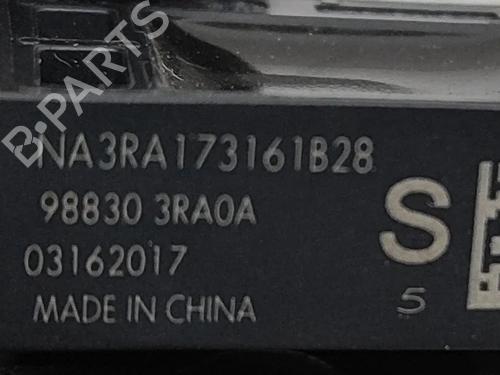 B-PARTS
NA3RA173161B28
98830 3RA0A
03162017
MADE IN CHINA
S
5